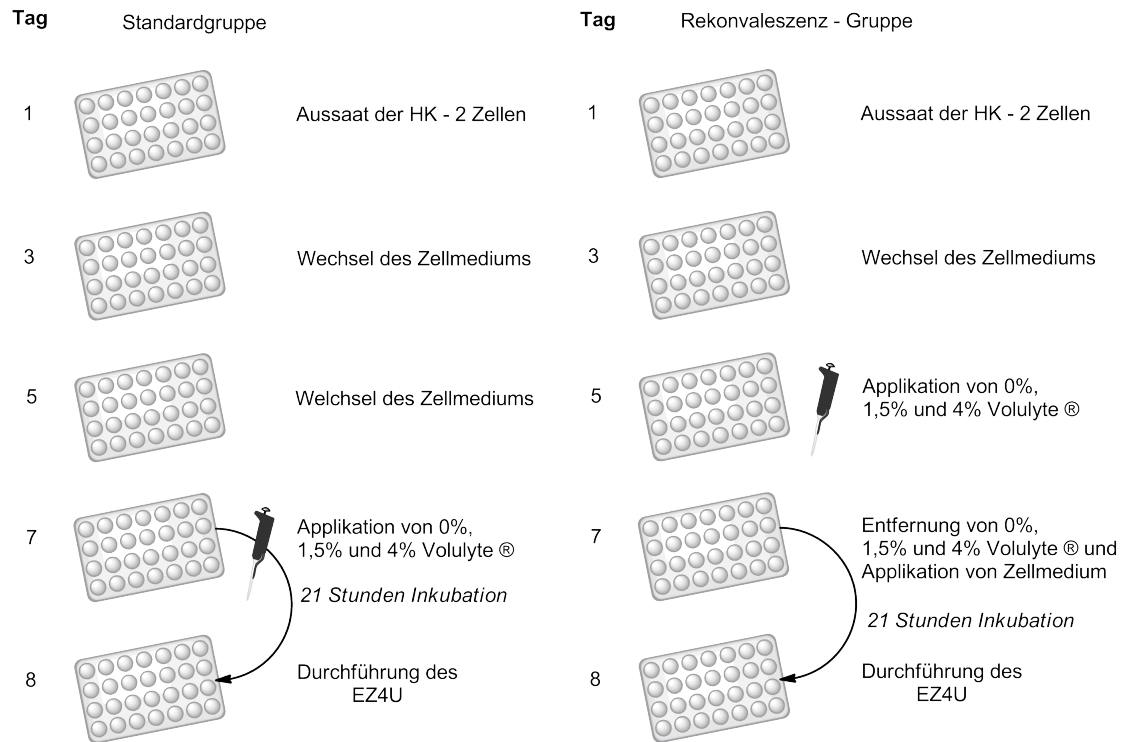 Tag
Standardgruppe
1
Aussaat der HK - 2 Zellen
3
Wechsel des Zellmediums
5
Welchsel des Zellmediums
7
Applikation von 0%,
1,5% und 4% Volulyte ®
21 Stunden Inkubation
8
Durchführung des
EZ4U
Tag
Rekonvaleszenz - Gruppe
1
Aussaat der HK - 2 Zellen
3
Wechsel des Zellmediums
5
Applikation von 0%,
1,5% und 4% Volulyte ®
7
Entfernung von 0%,
1,5% und 4% Volulyte ® und
Applikation von Zellmedium
21 Stunden Inkubation
8
Durchführung des
EZ4U